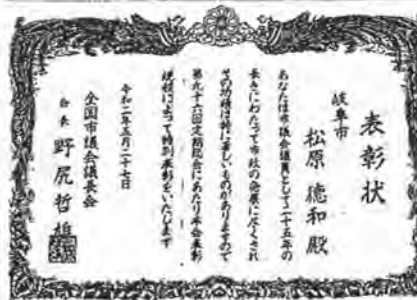 表彰状
岐阜市
松原 徳和 殿
あなたは市議会議員として二十五年の
長きにわたって市政の発展に尽くされ
その功績は特に著しいものがありますので
第九十六回定期総会にあたり本会表彰
規程によって特別表彰をいたします
令和二年五月二十七日
全国市議会議長会
会長 野尻哲雄